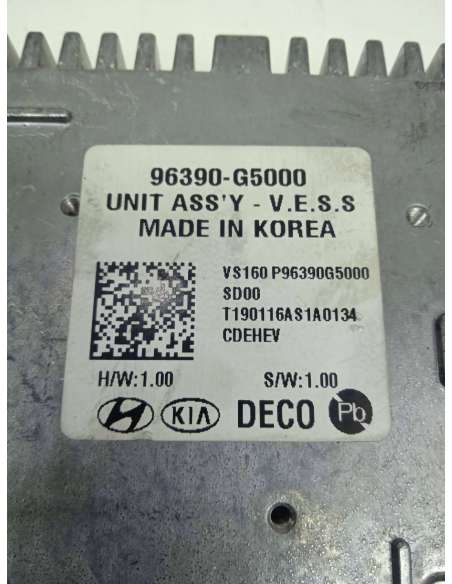 96390-G5000
UNIT ASS'Y - V.E.S.S
MADE IN KOREA
VS160 P96390G5000
SD00
T190116AS1A0134
CDEHEV
H/W:1.00 S/W:1.00
KIA DECO Pb